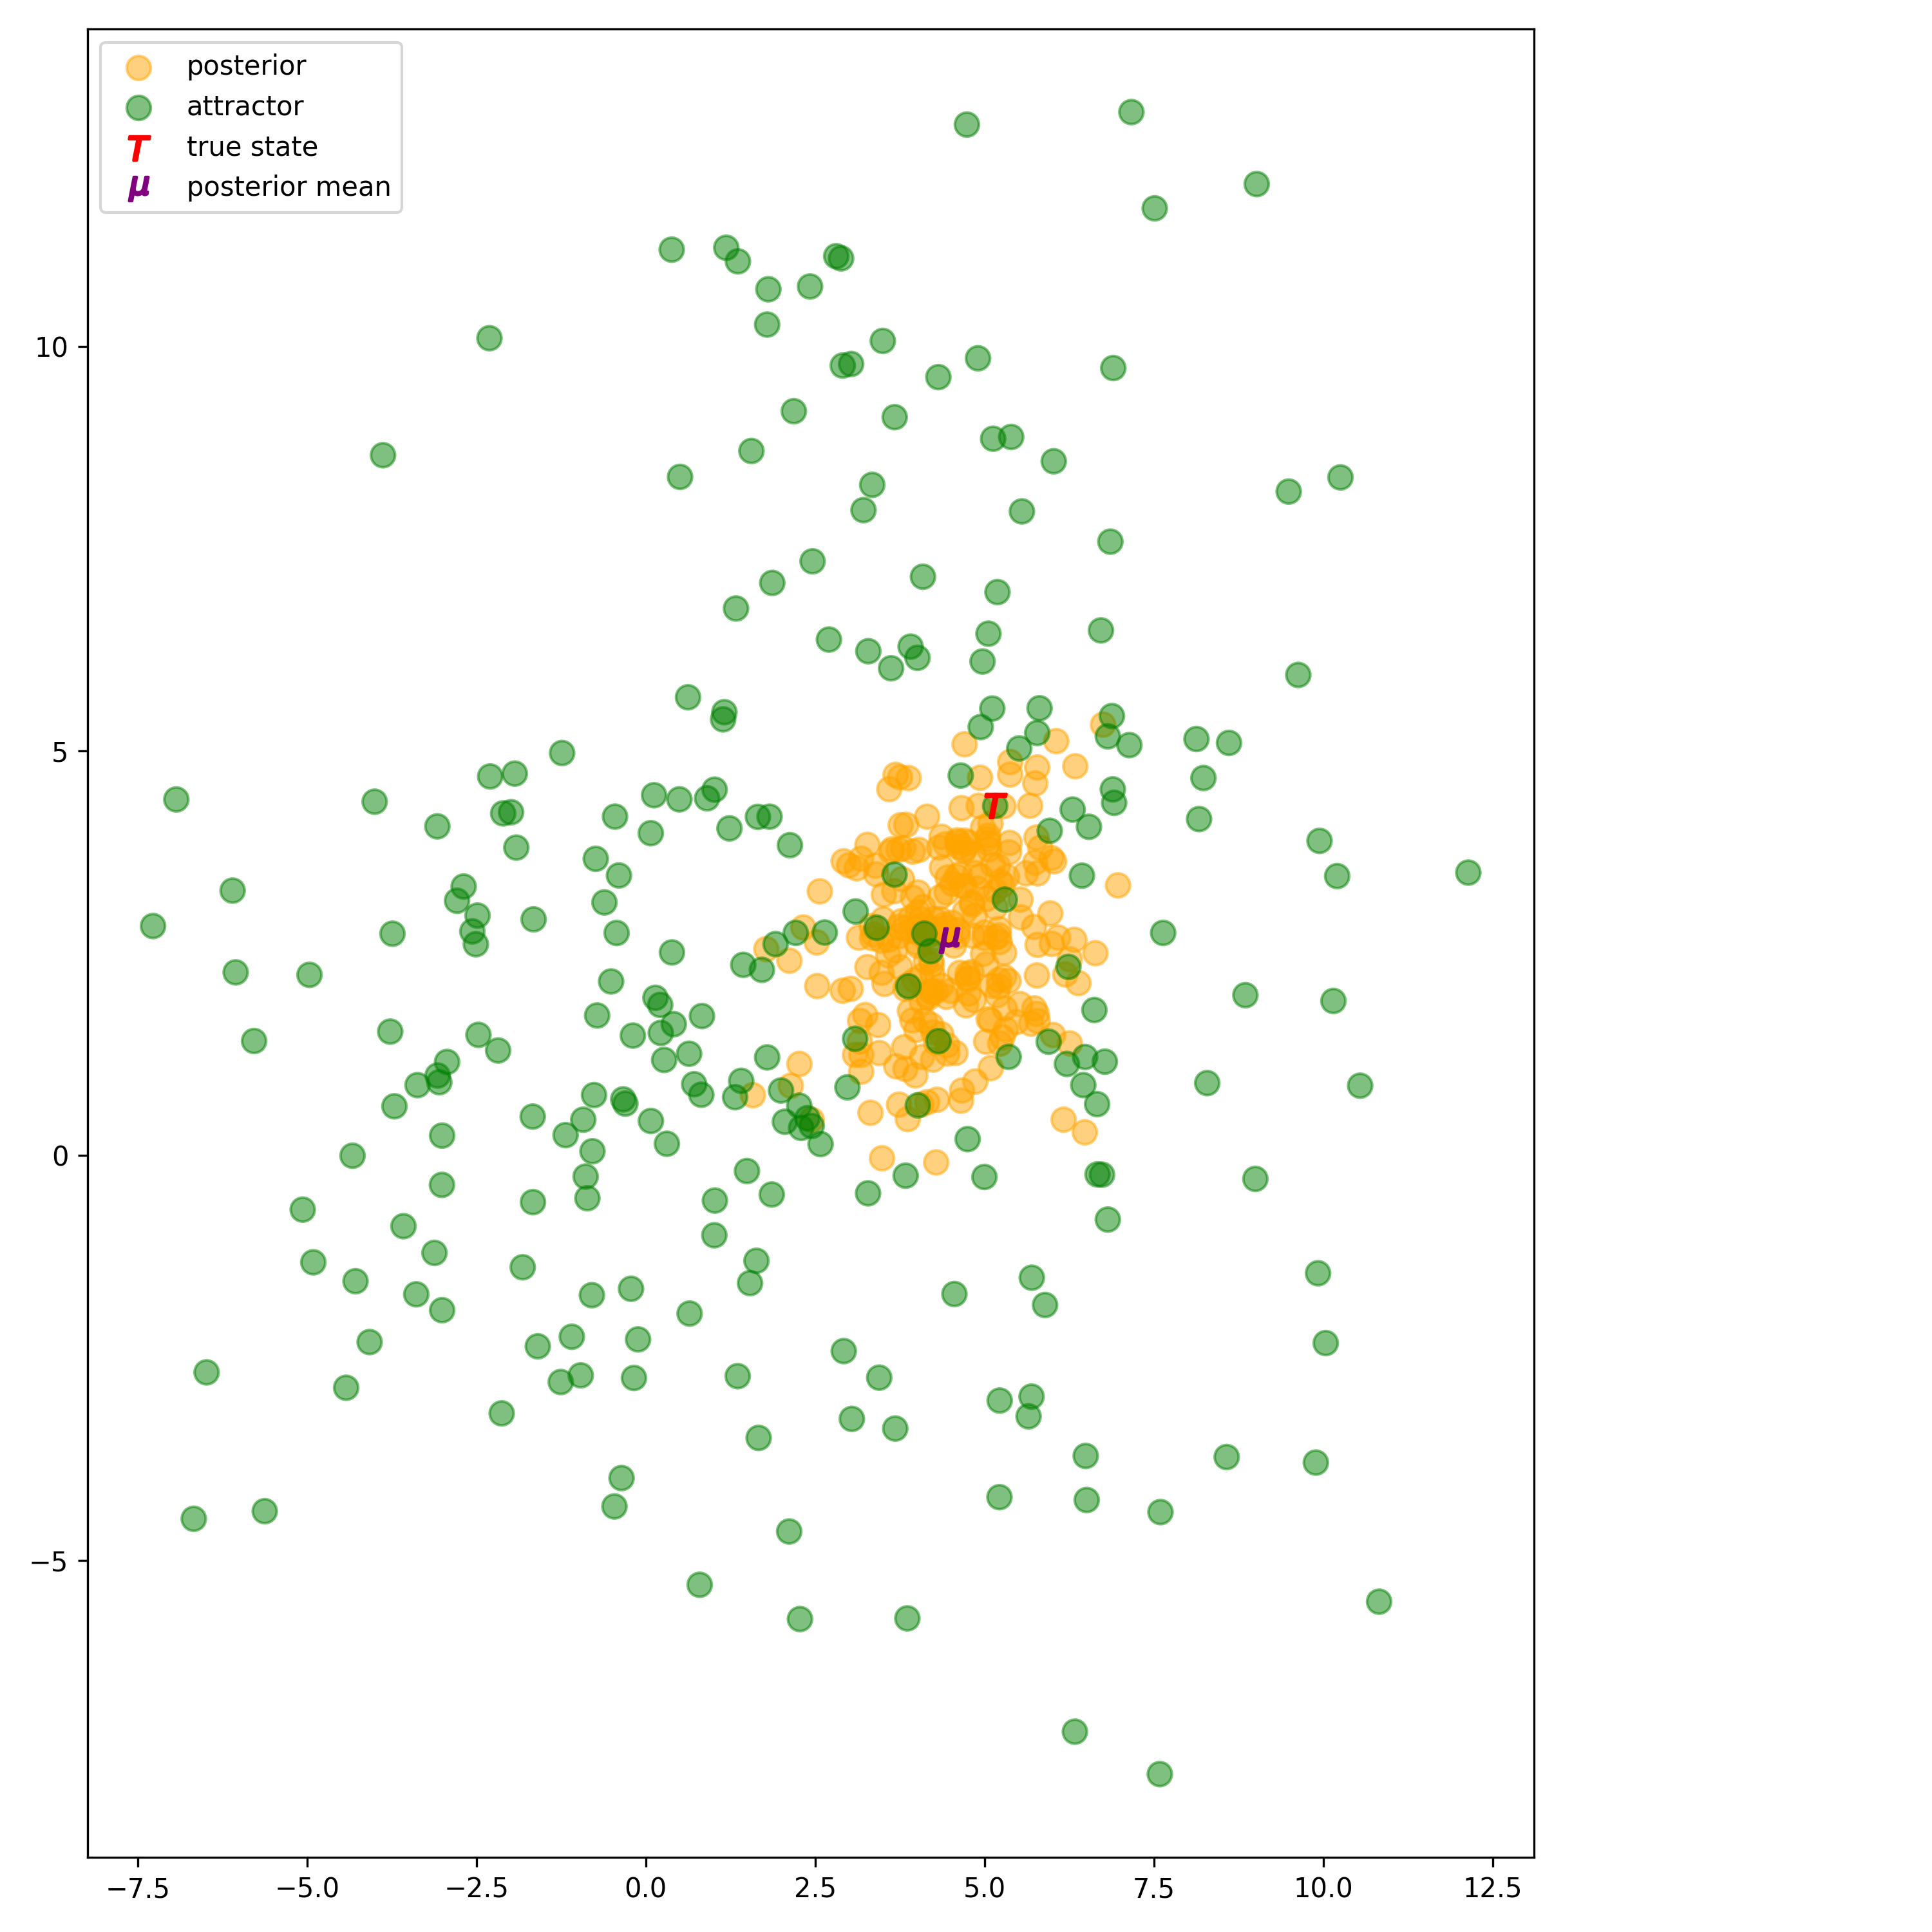 posterior
attractor
T true state
μ posterior mean
10
5
0
−5
−7.5 −5.0 −2.5 0.0 2.5 5.0 7.5 10.0 12.5
T
μ